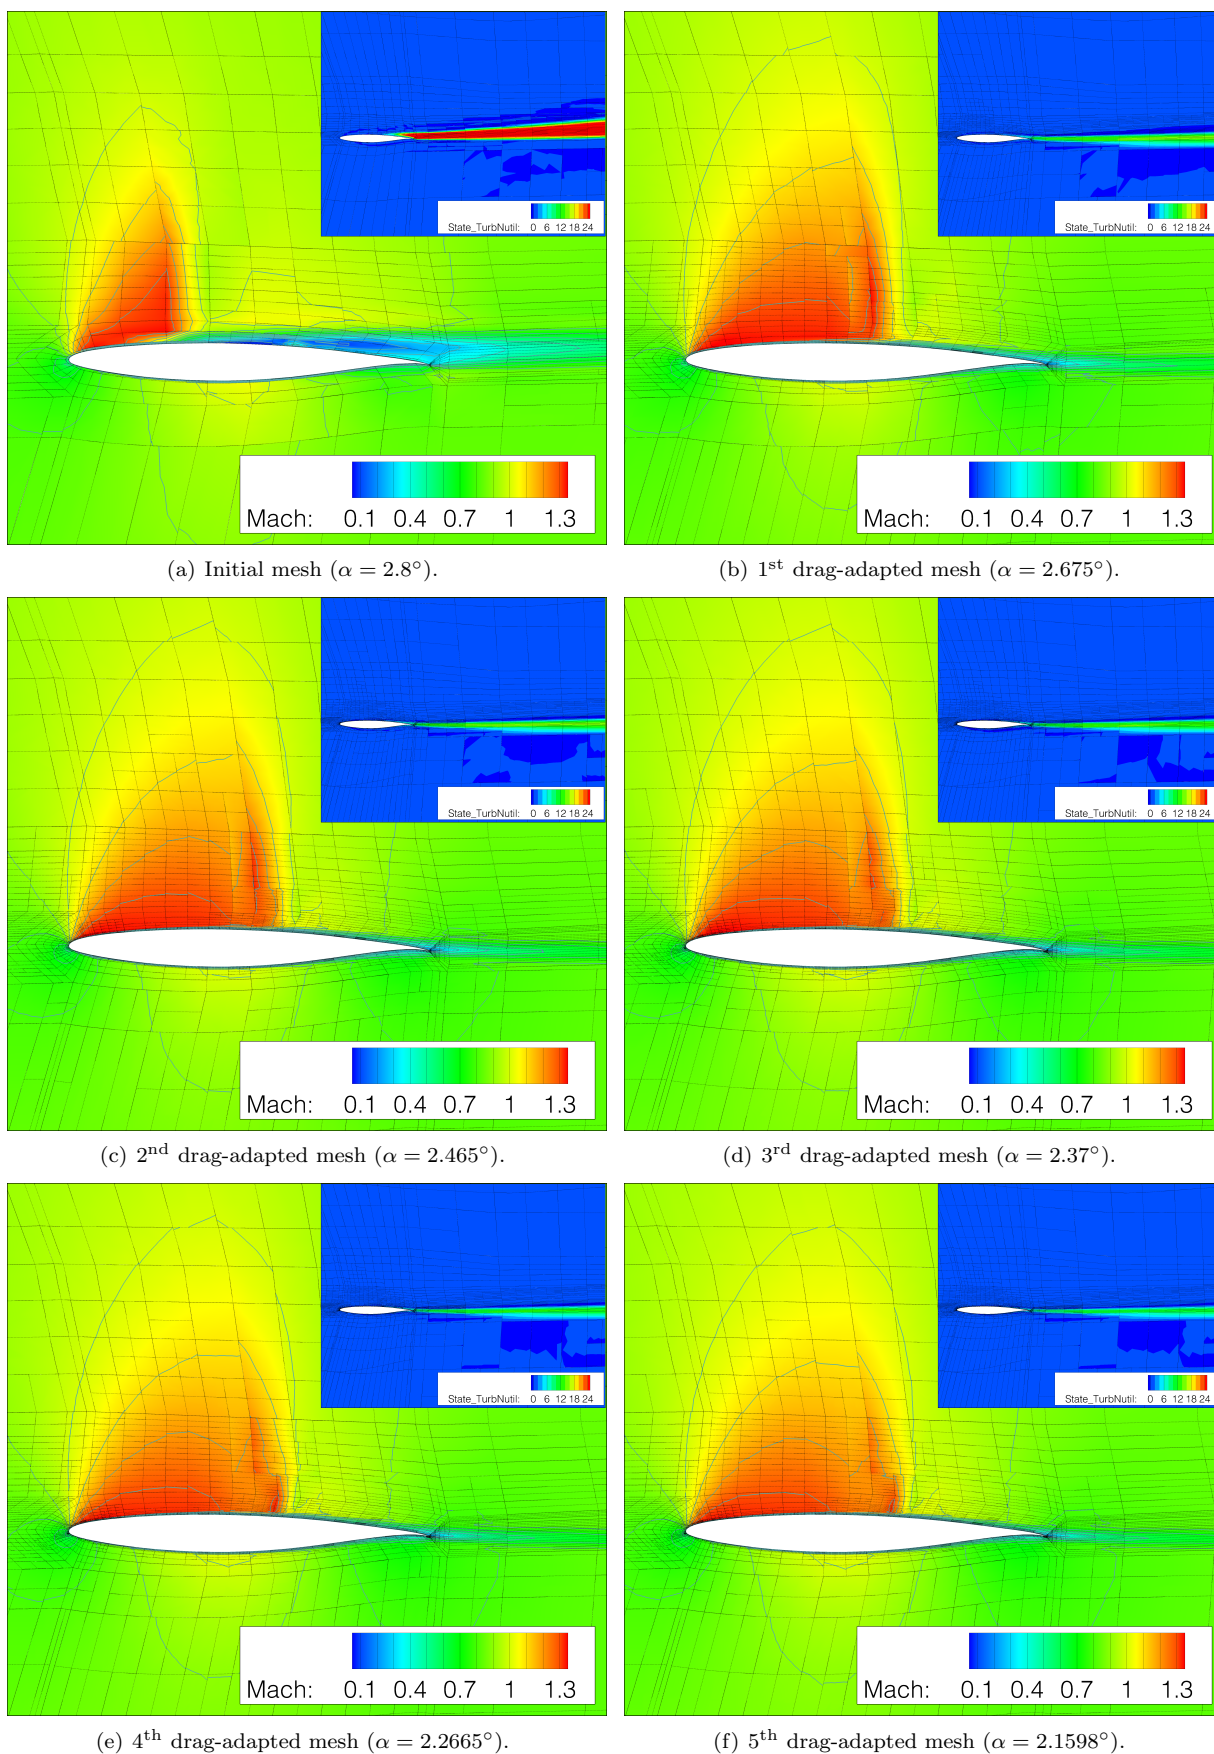 State_TurbNutil: 0 6 12 18 24
State_TurbNutil: 0 6 12 18 24
Mach: 0.1 0.4 0.7 1 1.3
Mach: 0.1 0.4 0.7 1 1.3
(a) Initial mesh (α = 2.8°).
(b) 1st drag-adapted mesh (α = 2.675°).
State_TurbNutil: 0 6 12 18 24
State_TurbNutil: 0 6 12 18 24
Mach: 0.1 0.4 0.7 1 1.3
Mach: 0.1 0.4 0.7 1 1.3
(c) 2nd drag-adapted mesh (α = 2.465°).
(d) 3rd drag-adapted mesh (α = 2.37°).
State_TurbNutil: 0 6 12 18 24
State_TurbNutil: 0 6 12 18 24
Mach: 0.1 0.4 0.7 1 1.3
Mach: 0.1 0.4 0.7 1 1.3
(e) 4th drag-adapted mesh (α = 2.2665°).
(f) 5th drag-adapted mesh (α = 2.1598°).